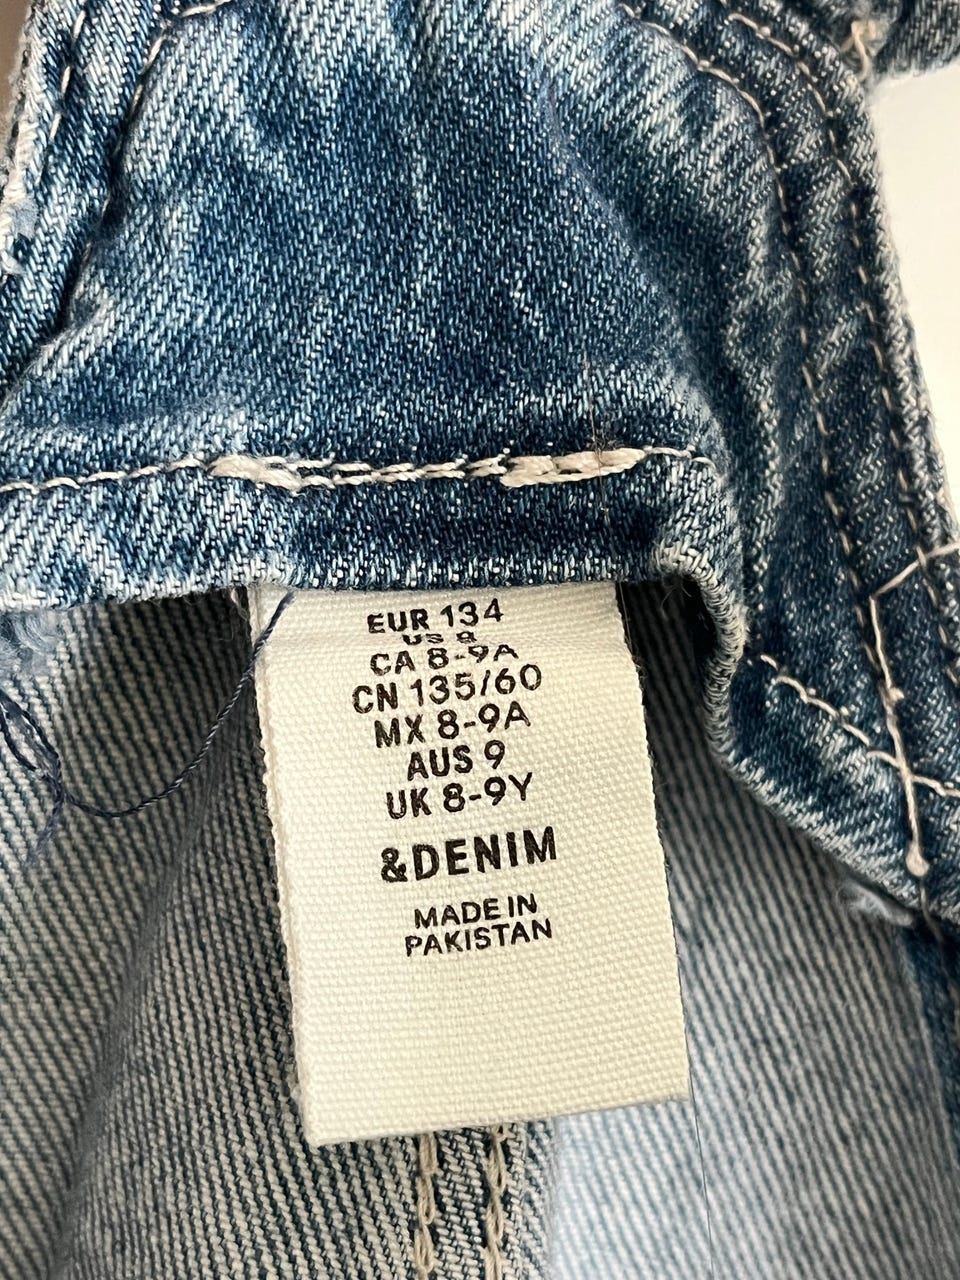 EUR 134
US 9
CA 8-9A
CN 135/60
MX 8-9A
AUS 9
UK 8-9Y
&DENIM
MADE IN
PAKISTAN